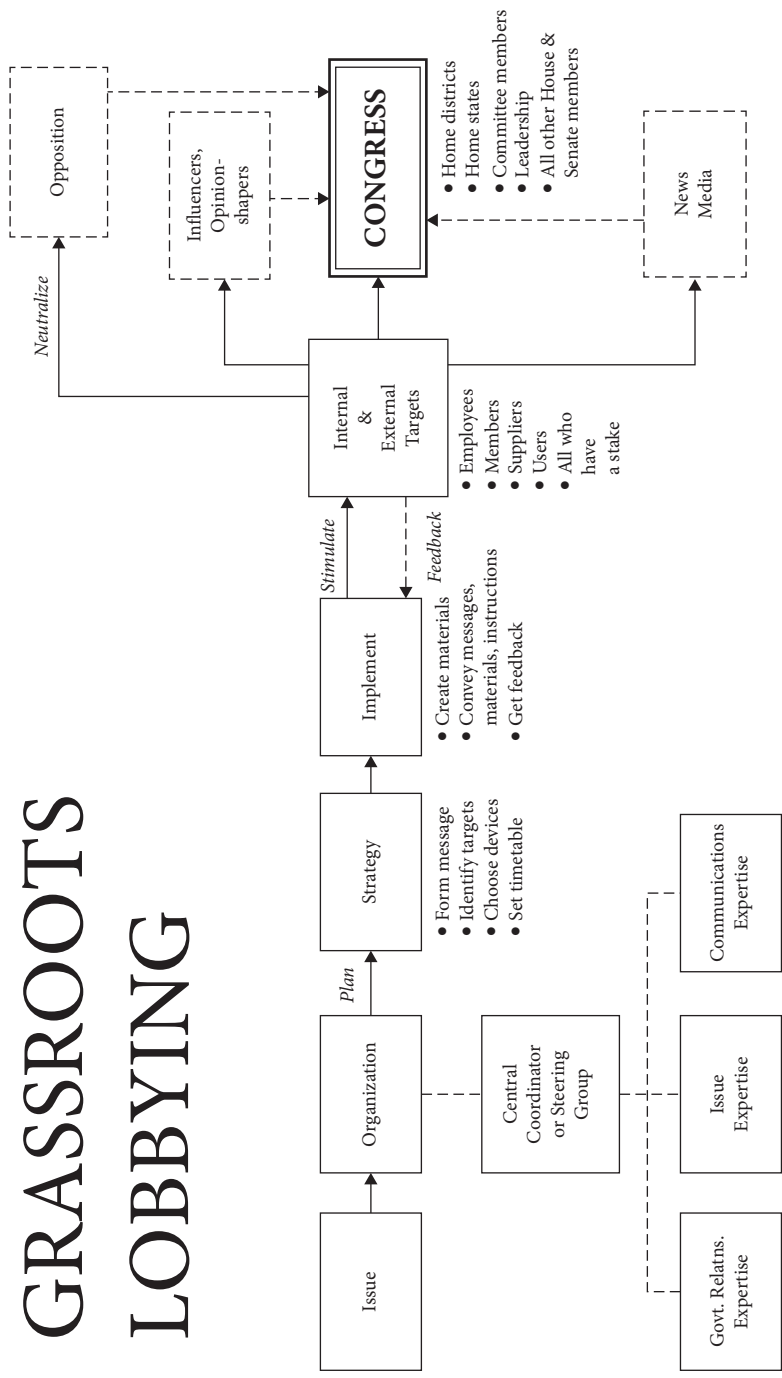 GRASSROOTS
LOBBYING
Issue
Organization
Plan
Strategy
• Form message
• Identify targets
• Choose devices
• Set timetable
Implement
• Create materials
• Convey messages,
materials, instructions
• Get feedback
Stimulate
Feedback
Internal
&
External
Targets
• Employees
• Members
• Suppliers
• Users
• All who
have
a stake
Neutralize
Opposition
Influencers,
Opinion-
shapers
CONGRESS
• Home districts
• Home states
• Committee members
• Leadership
• All other House &
Senate members
News
Media
Central
Coordinator
or Steering
Group
Govt. Relatns.
Expertise
Issue
Expertise
Communications
Expertise